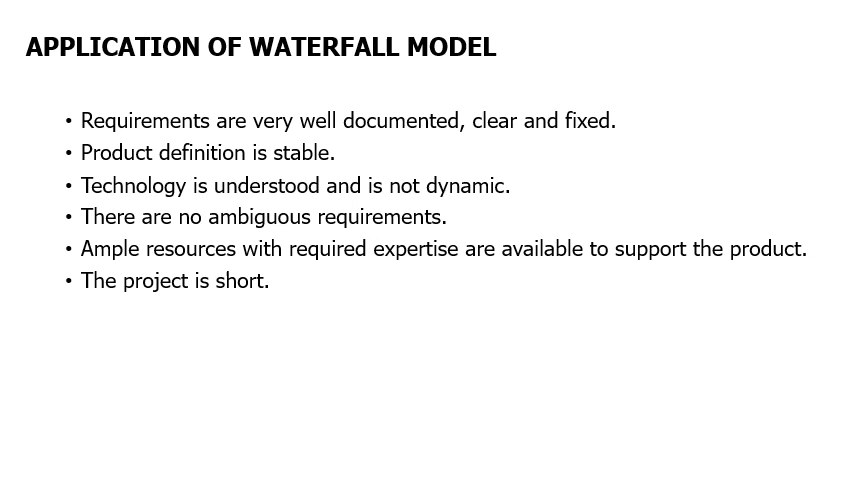 APPLICATION OF WATERFALL MODEL
• Requirements are very well documented, clear and fixed.
• Product definition is stable.
• Technology is understood and is not dynamic.
• There are no ambiguous requirements.
• Ample resources with required expertise are available to support the product.
• The project is short.